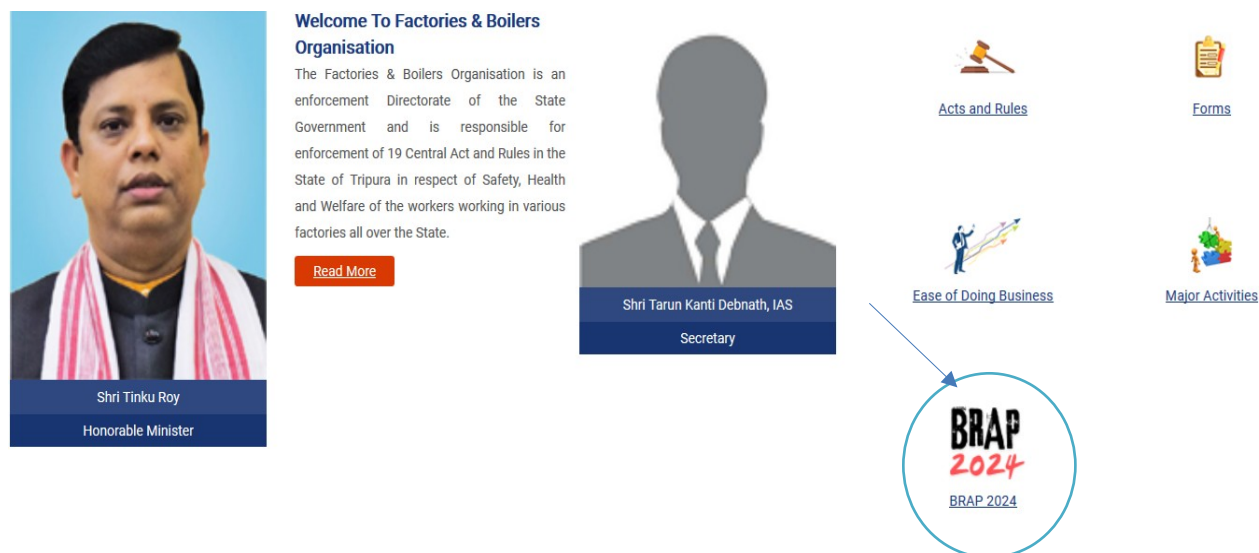 Welcome To Factories & Boilers
Organisation
The Factories & Boilers Organisation is an
enforcement Directorate of the State
Government and is responsible for
enforcement of 19 Central Act and Rules in the
State of Tripura in respect of Safety, Health
and Welfare of the workers working in various
factories all over the State.
Read More
Shri Tinku Roy
Honorable Minister
Shri Tarun Kanti Debnath, IAS
Secretary
Acts and Rules
Forms
Ease of Doing Business
Major Activities
BRAP
2024
BRAP 2024